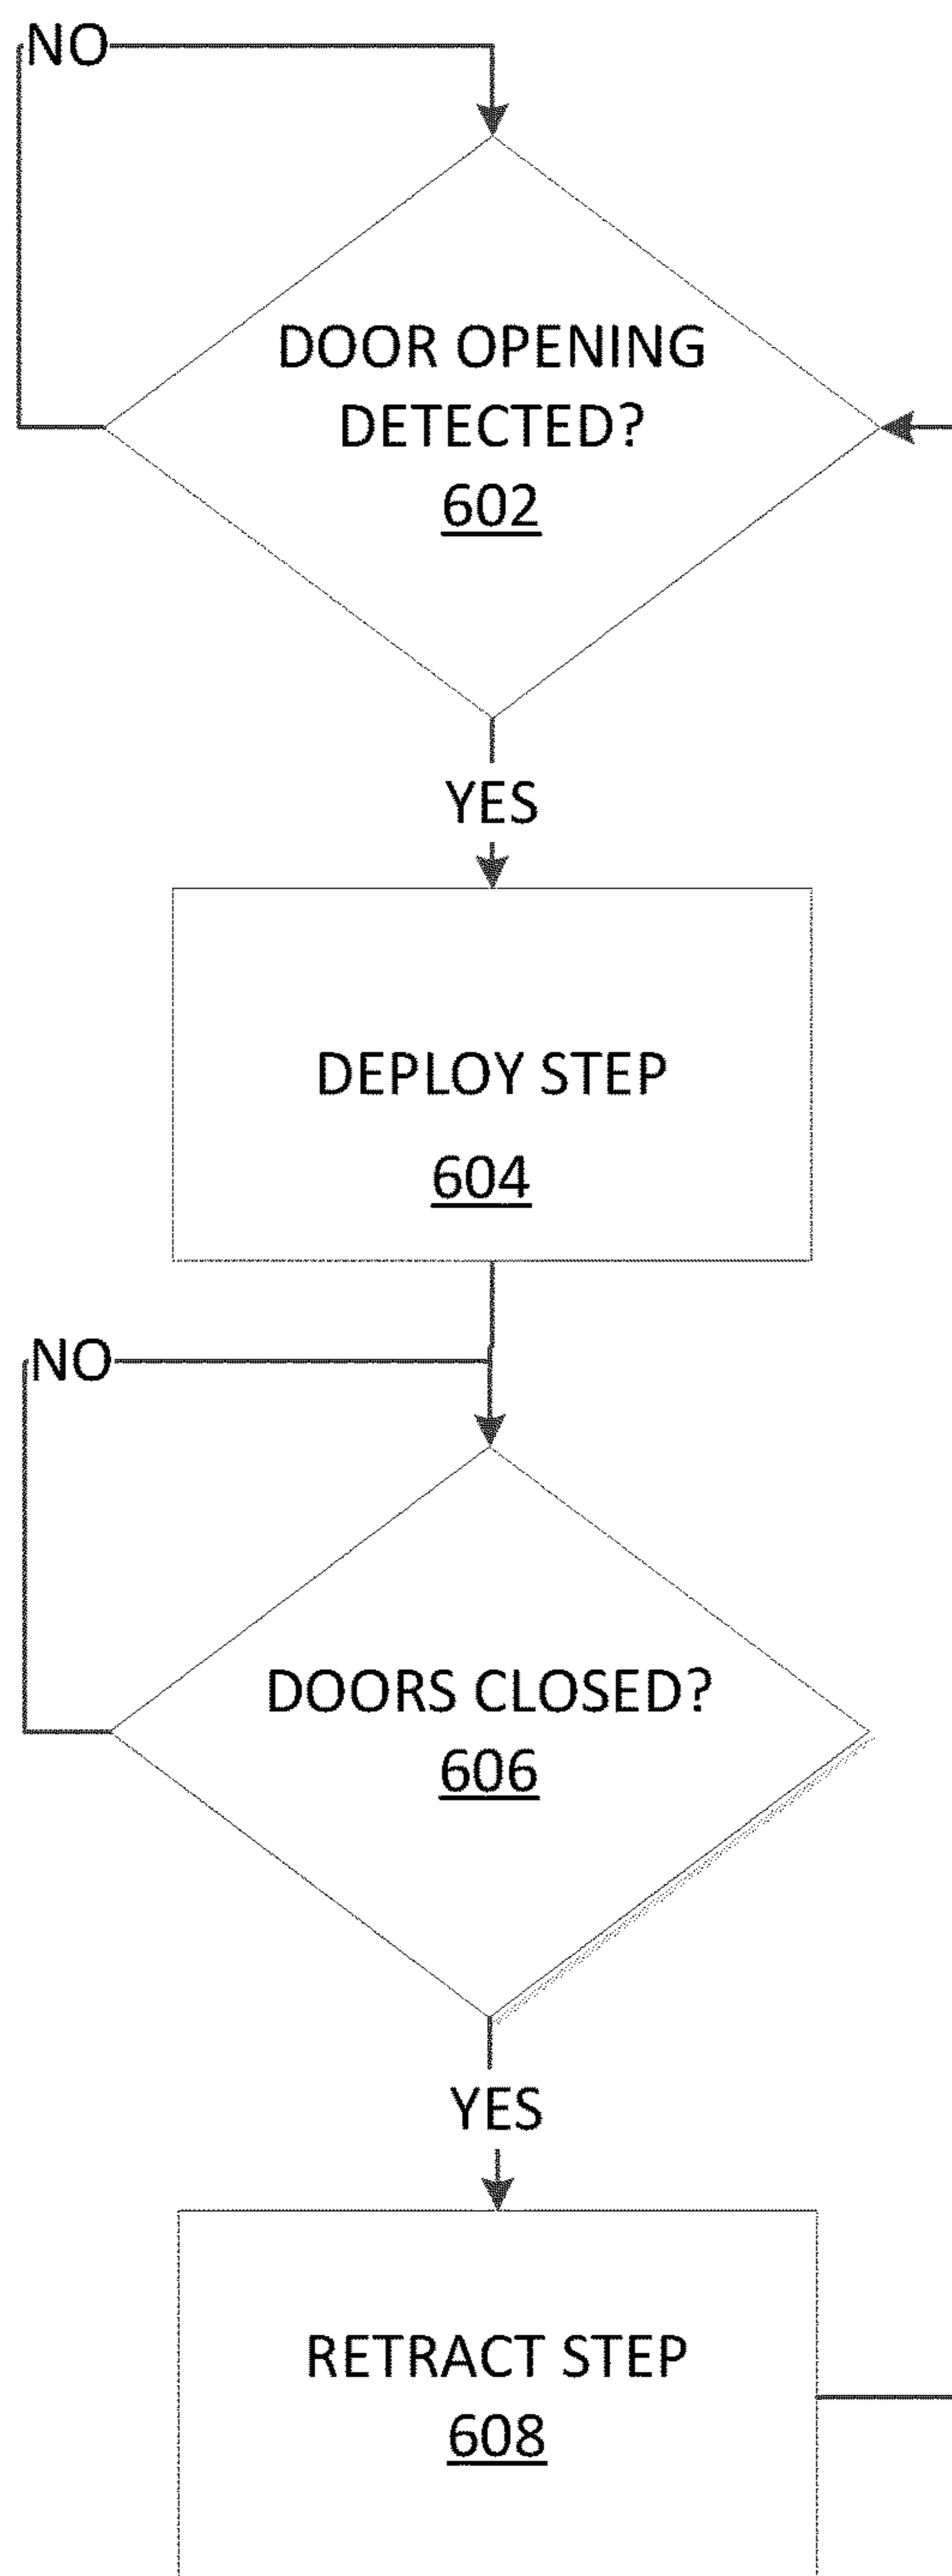 NO
DOOR OPENING
DETECTED?
602
YES
DEPLOY STEP
604
NO
DOORS CLOSED?
606
YES
RETRACT STEP
608